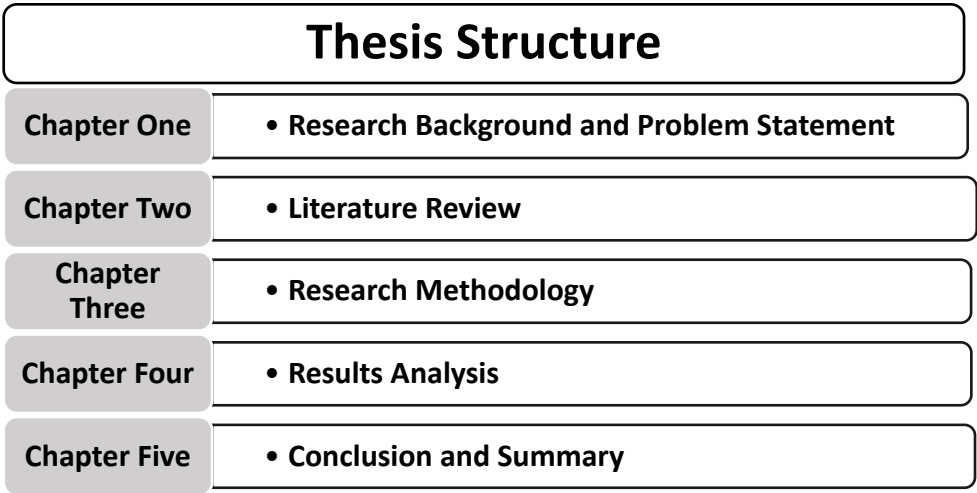 Thesis Structure
Chapter One
• Research Background and Problem Statement
Chapter Two
• Literature Review
Chapter
Three
• Research Methodology
Chapter Four
• Results Analysis
Chapter Five
• Conclusion and Summary